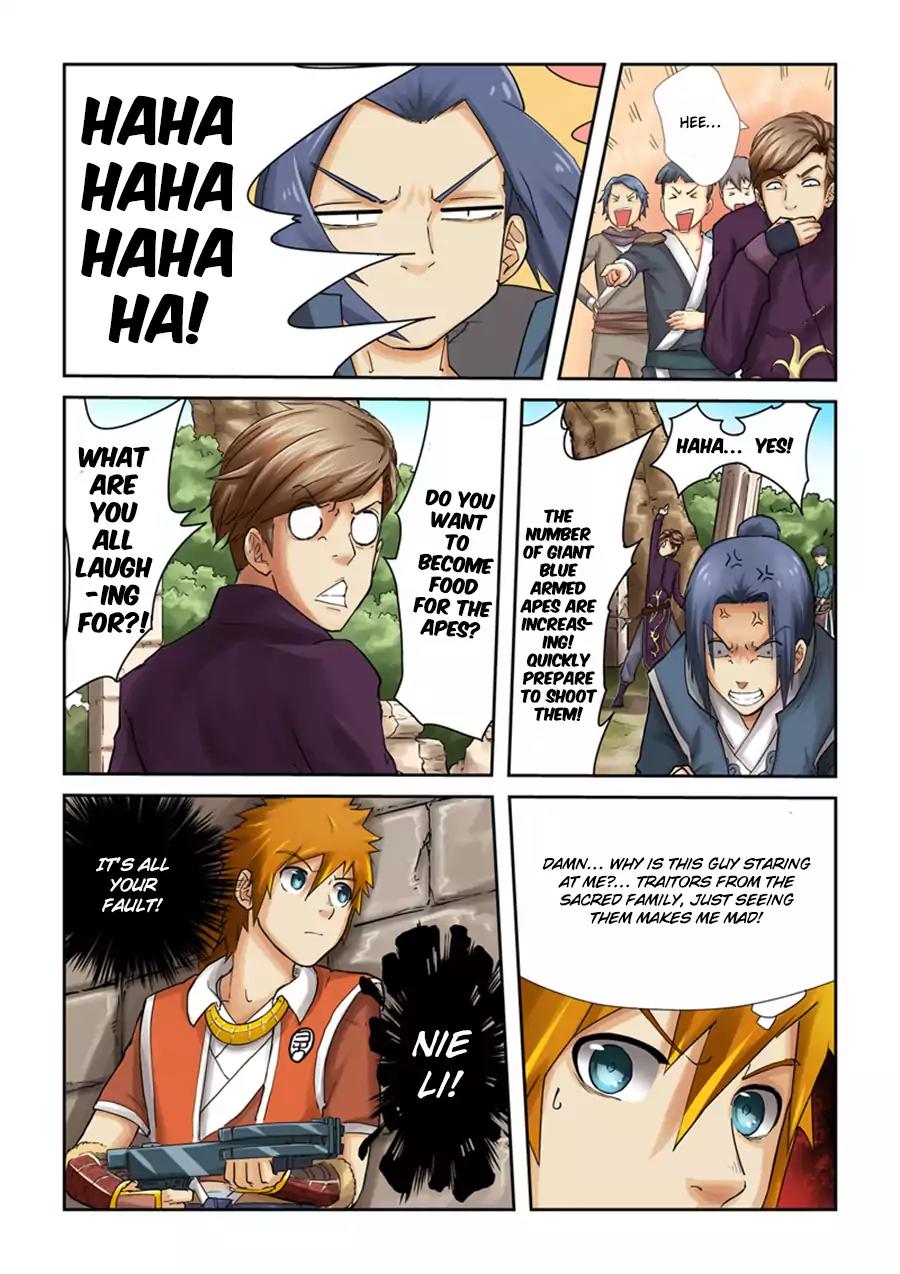 HAHA
HAHA
HAHA
HA!
HEE...
WHAT
ARE
YOU
ALL
LAUGH
-ING
FOR?!
DO YOU
WANT
TO
BECOME
FOOD
FOR THE
APES?
HAHA... YES!
THE
NUMBER
OF GIANT
BLUE
ARMED
APES ARE
INCREAS-
ING!
QUICKLY
PREPARE
TO SHOOT
THEM!
IT'S ALL
YOUR
FAULT!
NIE
LI!
DAMN... WHY IS THIS GUY STARING
AT ME?... TRAITORS FROM THE
SACRED FAMILY, JUST SEEING
THEM MAKES ME MAD!